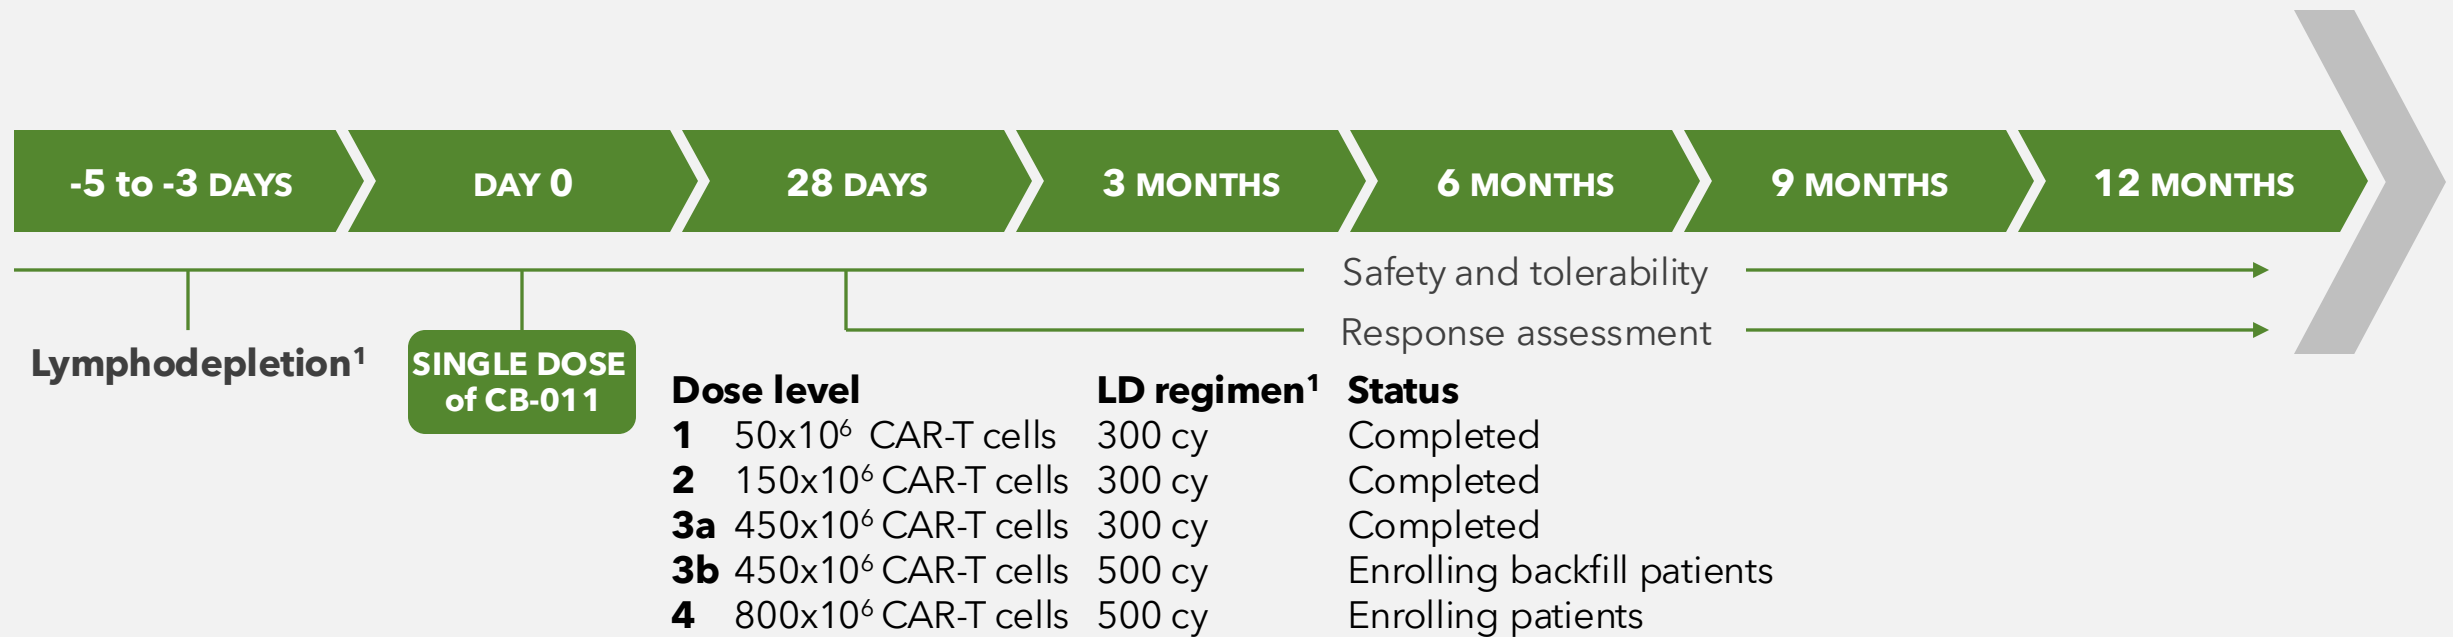 -5 to -3 DAYS DAY 0 28 DAYS 3 MONTHS 6 MONTHS 9 MONTHS 12 MONTHS
Safety and tolerability
Response assessment
Lymphodepletion¹
SINGLE DOSE
of CB-011
Dose level LD regimen¹ Status
1 50x10⁶ CAR-T cells 300 cy Completed
2 150x10⁶ CAR-T cells 300 cy Completed
3a 450x10⁶ CAR-T cells 300 cy Completed
3b 450x10⁶ CAR-T cells 500 cy Enrolling backfill patients
4 800x10⁶ CAR-T cells 500 cy Enrolling patients